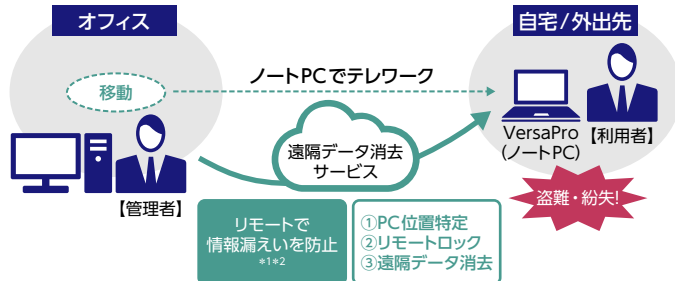 オフィス
自宅/外出先
ノートPCでテレワーク
移動
遠隔データ消去
サービス
VersaPro
(ノートPC)
【利用者】
【管理者】
盗難・紛失!
リモートで
情報漏えいを防止
*1*2
①PC位置特定
②リモートロック
③遠隔データ消去